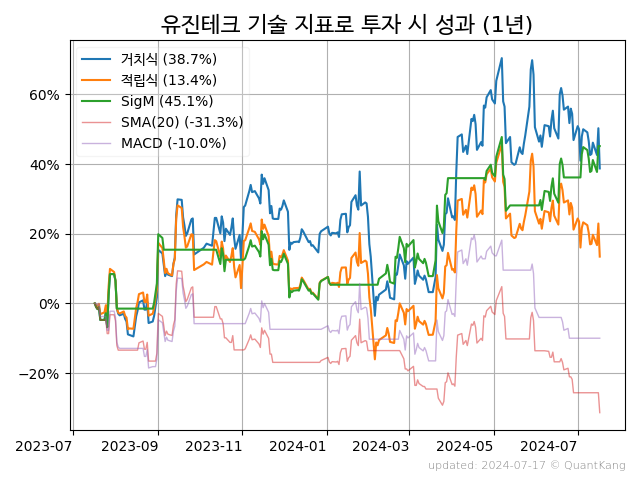 유진테크 기술 지표로 투자 시 성과 (1년)
거치식 (38.7%)
적립식 (13.4%)
SigM (45.1%)
SMA(20) (-31.3%)
MACD (-10.0%)
60%
40%
20%
0%
−20%
2023-07 2023-09 2023-11 2024-01 2024-03 2024-05 2024-07
updated: 2024-07-17 © QuantKang